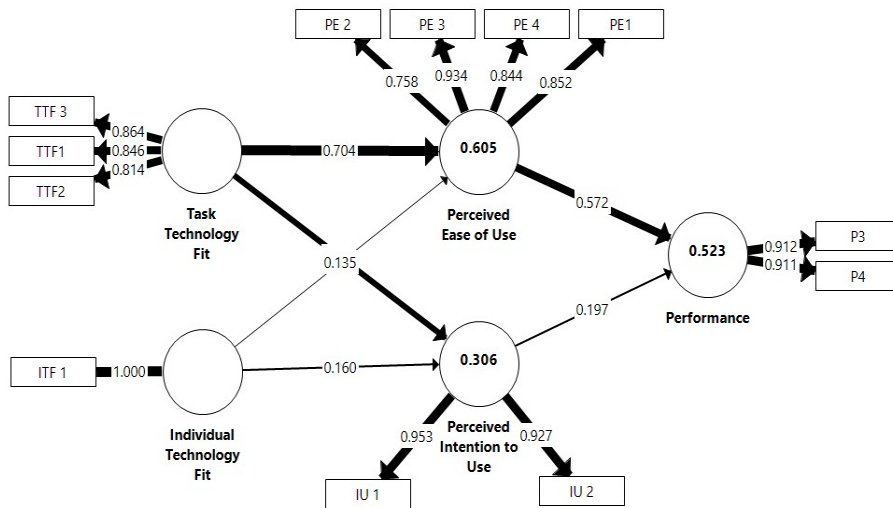 PE 2
PE 3
PE 4
PE1
0.758
0.934
0.844
0.852
TTF 3
TTF1
TTF2
0.864
0.846
0.814
0.704
0.605
Task
Technology
Fit
Perceived
Ease of Use
0.572
0.135
0.523
0.912
0.911
P3
P4
Performance
0.197
ITF 1
1.000
0.160
0.306
Individual
Technology
Fit
Perceived
Intention to
Use
0.953
0.927
IU 1
IU 2